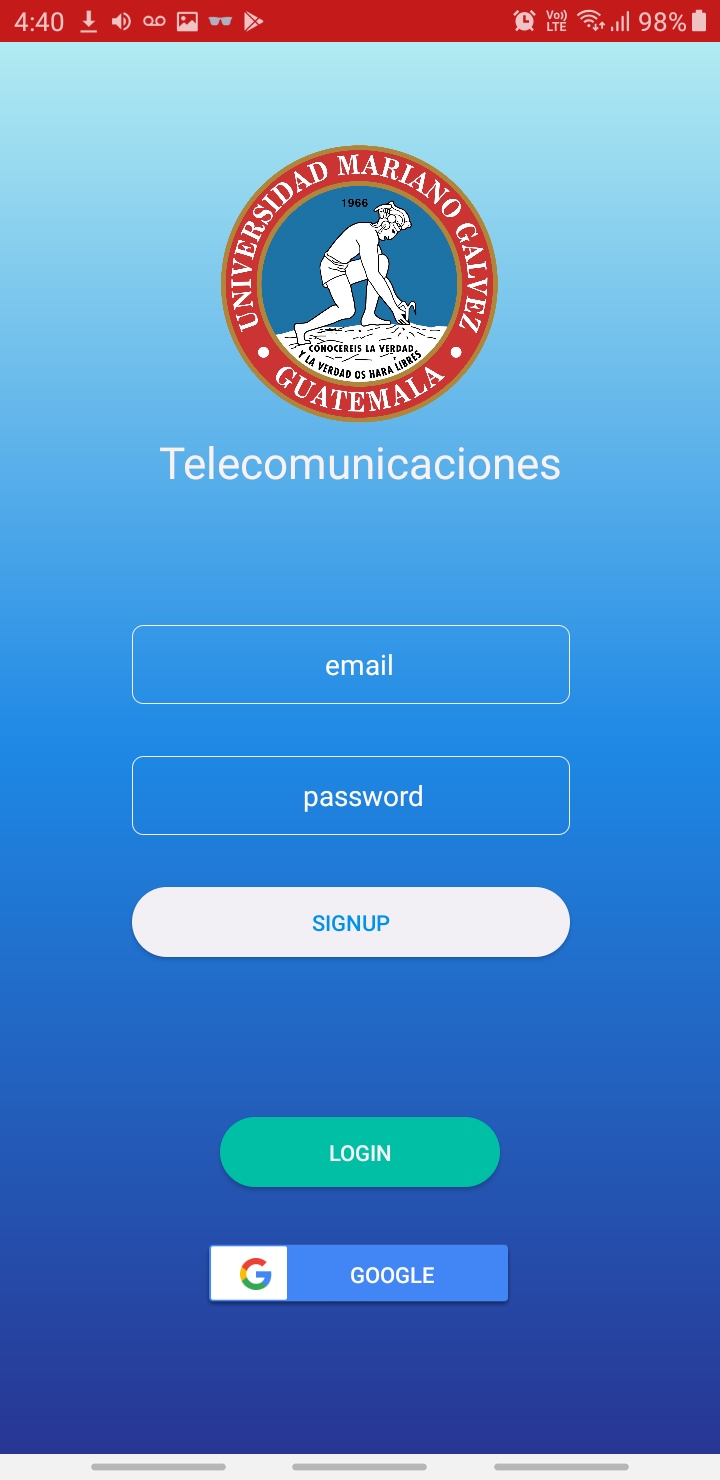 4:40
Vo))
LTE
98%
UNIVERSIDAD MARIANO GALVEZ
1966
CONOCEREIS LA VERDAD
Y LA VERDAD OS HARA LIBRES
GUATEMALA
Telecomunicaciones
email
password
SIGNUP
LOGIN
G GOOGLE